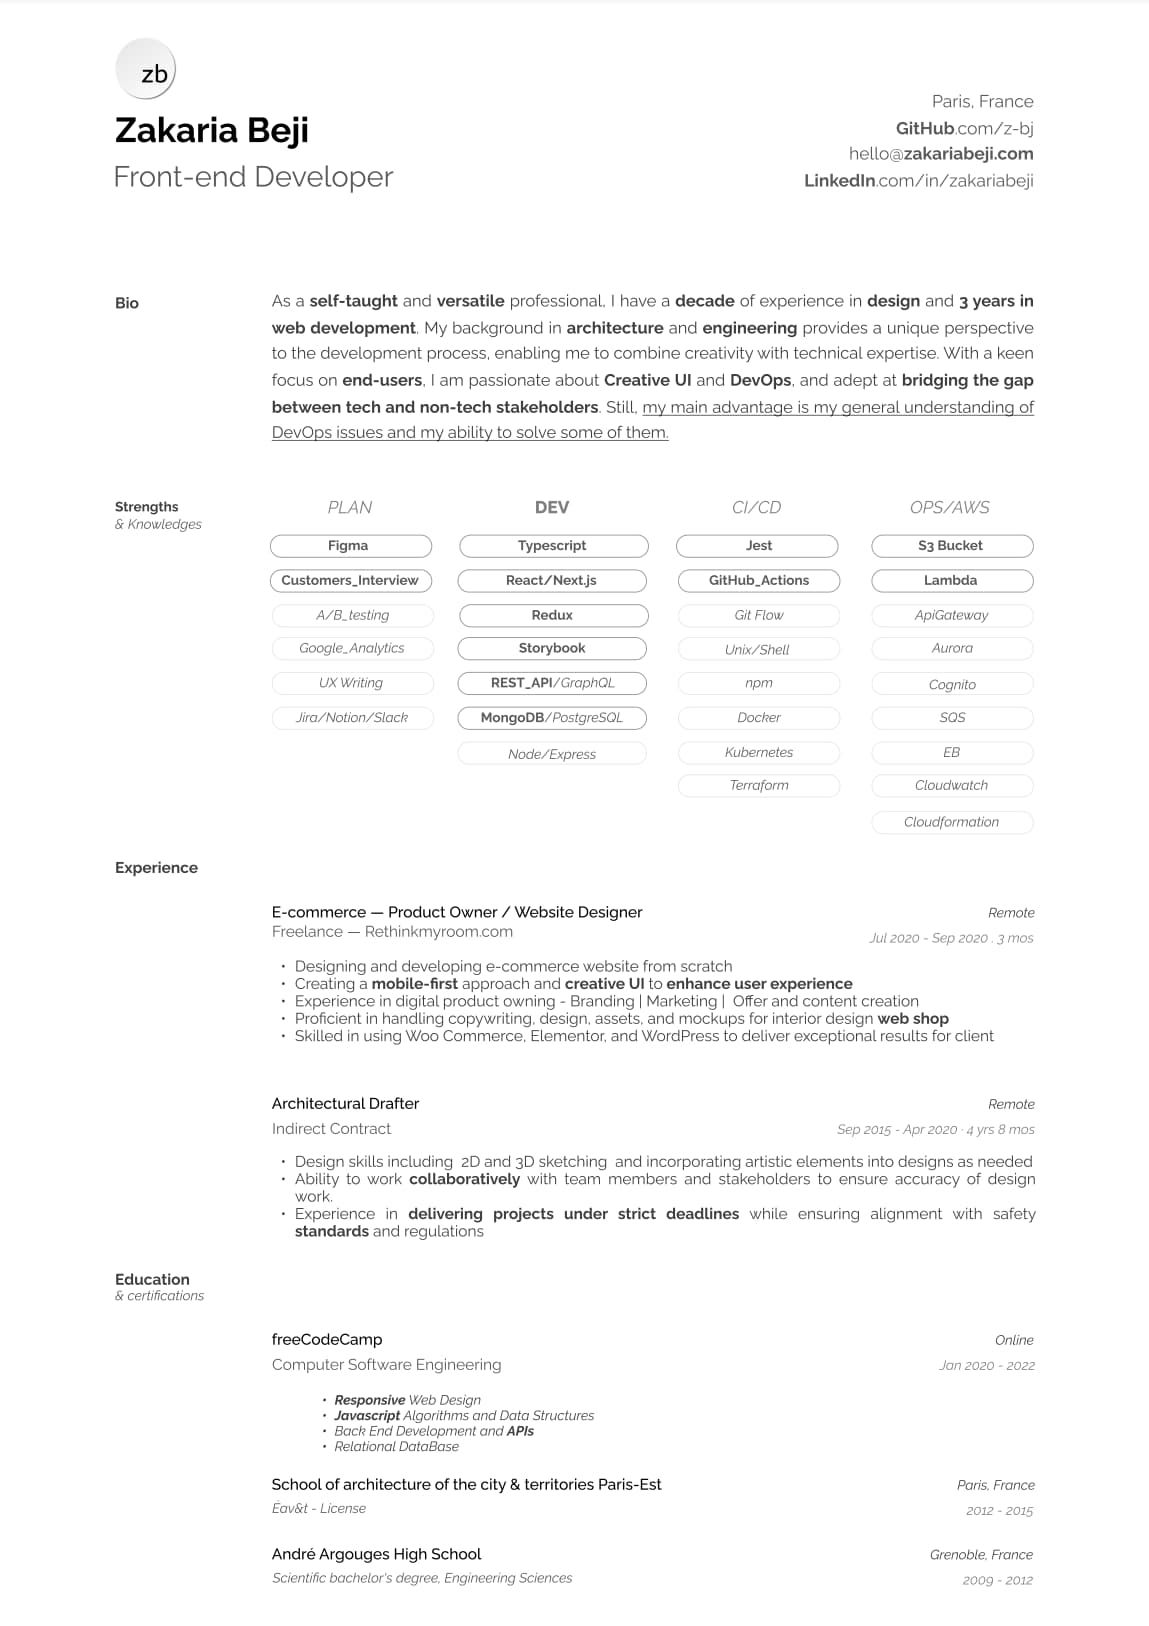 zb
Zakaria Beji
Front-end Developer
Paris, France
GitHub.com/z-bj
hello@zakariabeji.com
LinkedIn.com/in/zakariabeji
Bio
As a self-taught and versatile professional, I have a decade of experience in design and 3 years in
web development. My background in architecture and engineering provides a unique perspective
to the development process, enabling me to combine creativity with technical expertise. With a keen
focus on end-users, I am passionate about Creative UI and DevOps, and adept at bridging the gap
between tech and non-tech stakeholders. Still, my main advantage is my general understanding of
DevOps issues and my ability to solve some of them.
Strengths
& Knowledges
PLAN
Figma
Customers_Interview
A/B_testing
Google_Analytics
UX Writing
Jira/Notion/Slack
DEV
Typescript
React/Next.js
Redux
Storybook
REST_API/GraphQL
MongoDB/PostgreSQL
Node/Express
CI/CD
Jest
GitHub_Actions
Git Flow
Unix/Shell
npm
Docker
Kubernetes
Terraform
OPS/AWS
S3 Bucket
Lambda
ApiGateway
Aurora
Cognito
SQS
EB
Cloudwatch
Cloudformation
Experience
E-commerce — Product Owner / Website Designer
Remote
Freelance — Rethinkmyroom.com
Jul 2020 - Sep 2020 . 3 mos
• Designing and developing e-commerce website from scratch
• Creating a mobile-first approach and creative UI to enhance user experience
• Experience in digital product owning - Branding | Marketing | Offer and content creation
• Proficient in handling copywriting, design, assets, and mockups for interior design web shop
• Skilled in using Woo Commerce, Elementor, and WordPress to deliver exceptional results for client
Architectural Drafter
Remote
Indirect Contract
Sep 2015 - Apr 2020 · 4 yrs 8 mos
• Design skills including 2D and 3D sketching and incorporating artistic elements into designs as needed
• Ability to work collaboratively with team members and stakeholders to ensure accuracy of design
work.
• Experience in delivering projects under strict deadlines while ensuring alignment with safety
standards and regulations
Education
& certifications
freeCodeCamp
Online
Computer Software Engineering
Jan 2020 - 2022
• Responsive Web Design
• Javascript Algorithms and Data Structures
• Back End Development and APIs
• Relational DataBase
School of architecture of the city & territories Paris-Est
Paris, France
Éav&t - License
2012 - 2015
André Argouges High School
Grenoble, France
Scientific bachelor's degree, Engineering Sciences
2009 - 2012